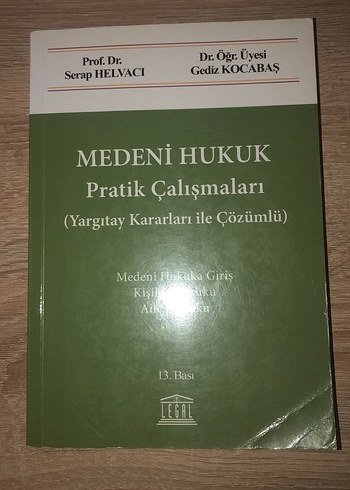 Prof. Dr.
Serap HELVACI
Dr. Öğr. Üyesi
Gediz KOCABAŞ
MEDENİ HUKUK
Pratik Çalışmaları
(Yargıtay Kararları ile Çözümlü)
Medeni Hukuka Giriş
13. Bası
LEGAL